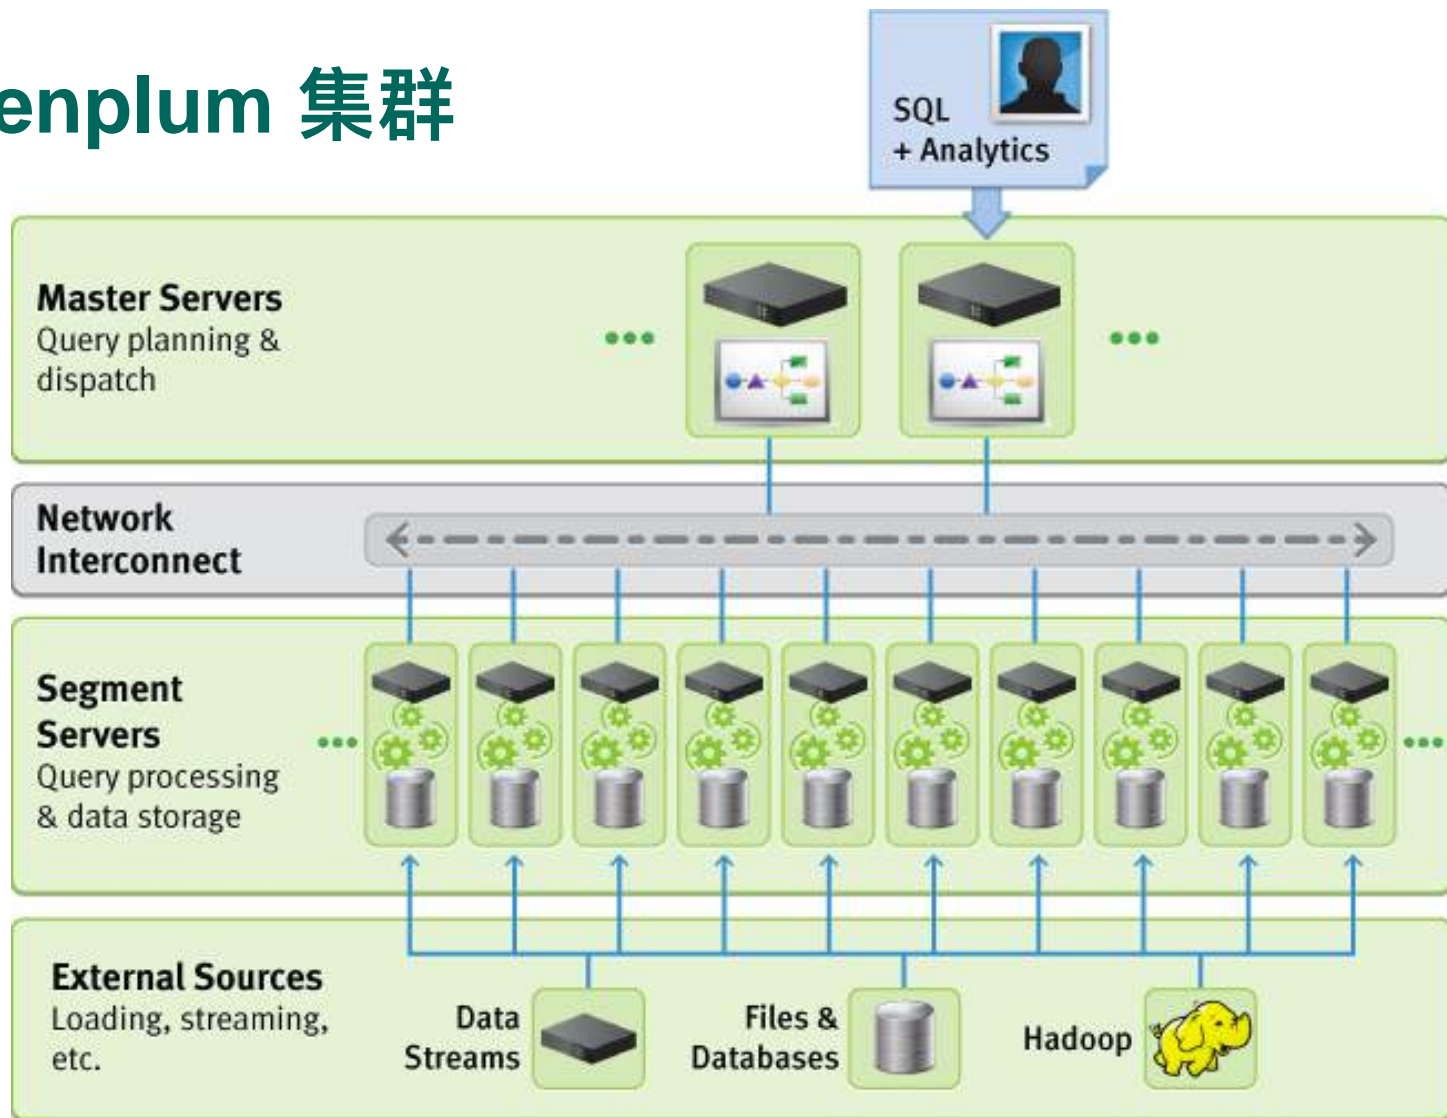 enplum 集群
SQL
+ Analytics
Master Servers
Query planning &
dispatch
Network
Interconnect
Segment
Servers
Query processing
& data storage
External Sources
Loading, streaming,
etc.
Data
Streams
Files &
Databases
Hadoop